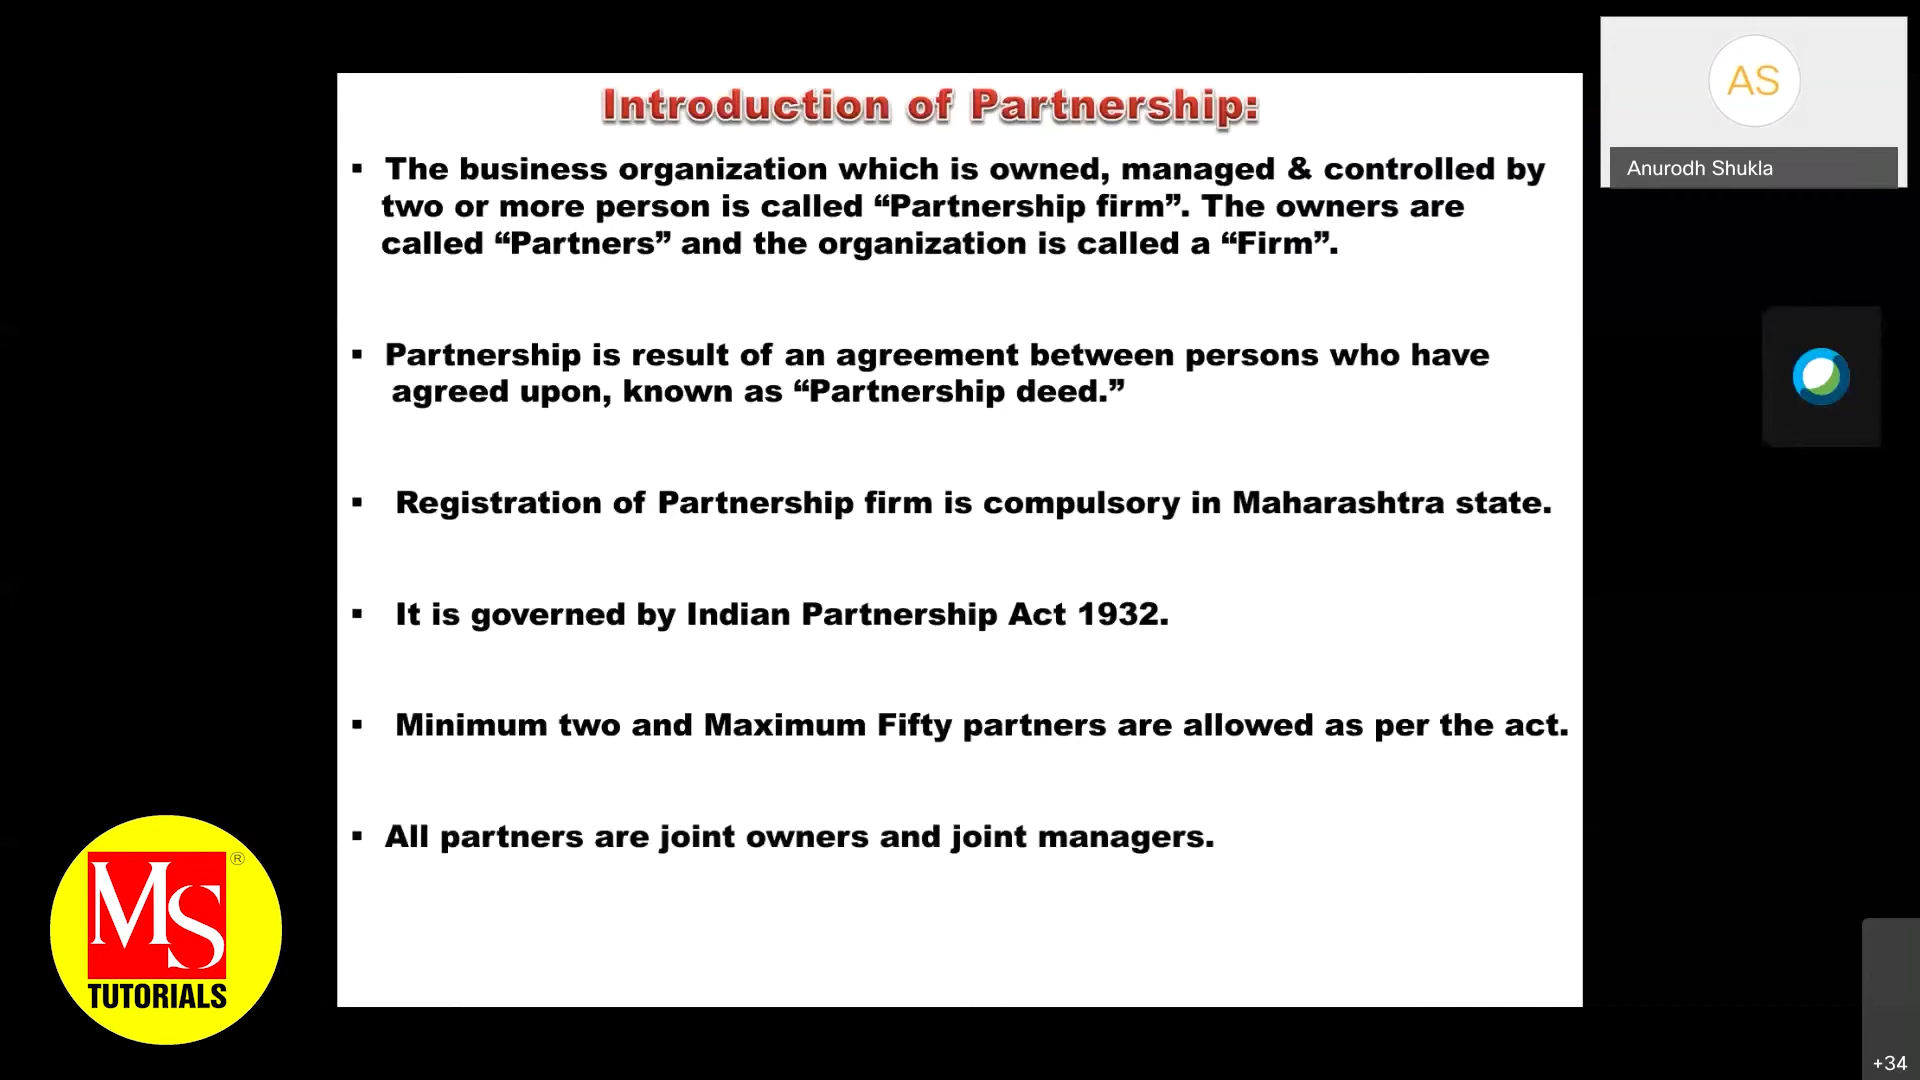 Introduction of Partnership:
▪ The business organization which is owned, managed & controlled by
two or more person is called “Partnership firm”. The owners are
called “Partners” and the organization is called a “Firm”.
▪ Partnership is result of an agreement between persons who have
agreed upon, known as “Partnership deed.”
▪ Registration of Partnership firm is compulsory in Maharashtra state.
▪ It is governed by Indian Partnership Act 1932.
▪ Minimum two and Maximum Fifty partners are allowed as per the act.
▪ All partners are joint owners and joint managers.
AS
Anurodh Shukla
MS ®
TUTORIALS
+34